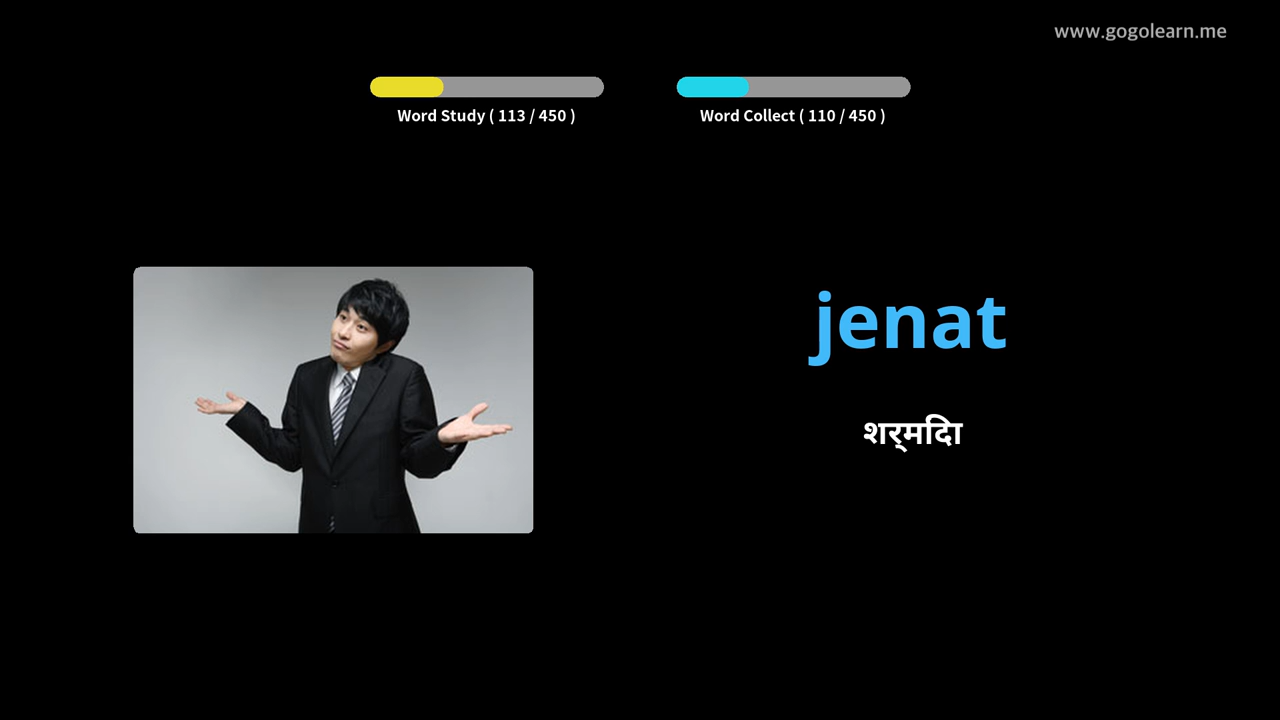 www.gogolearn.me
Word Study ( 113 / 450 )
Word Collect ( 110 / 450 )
jenat
शर्मिदा